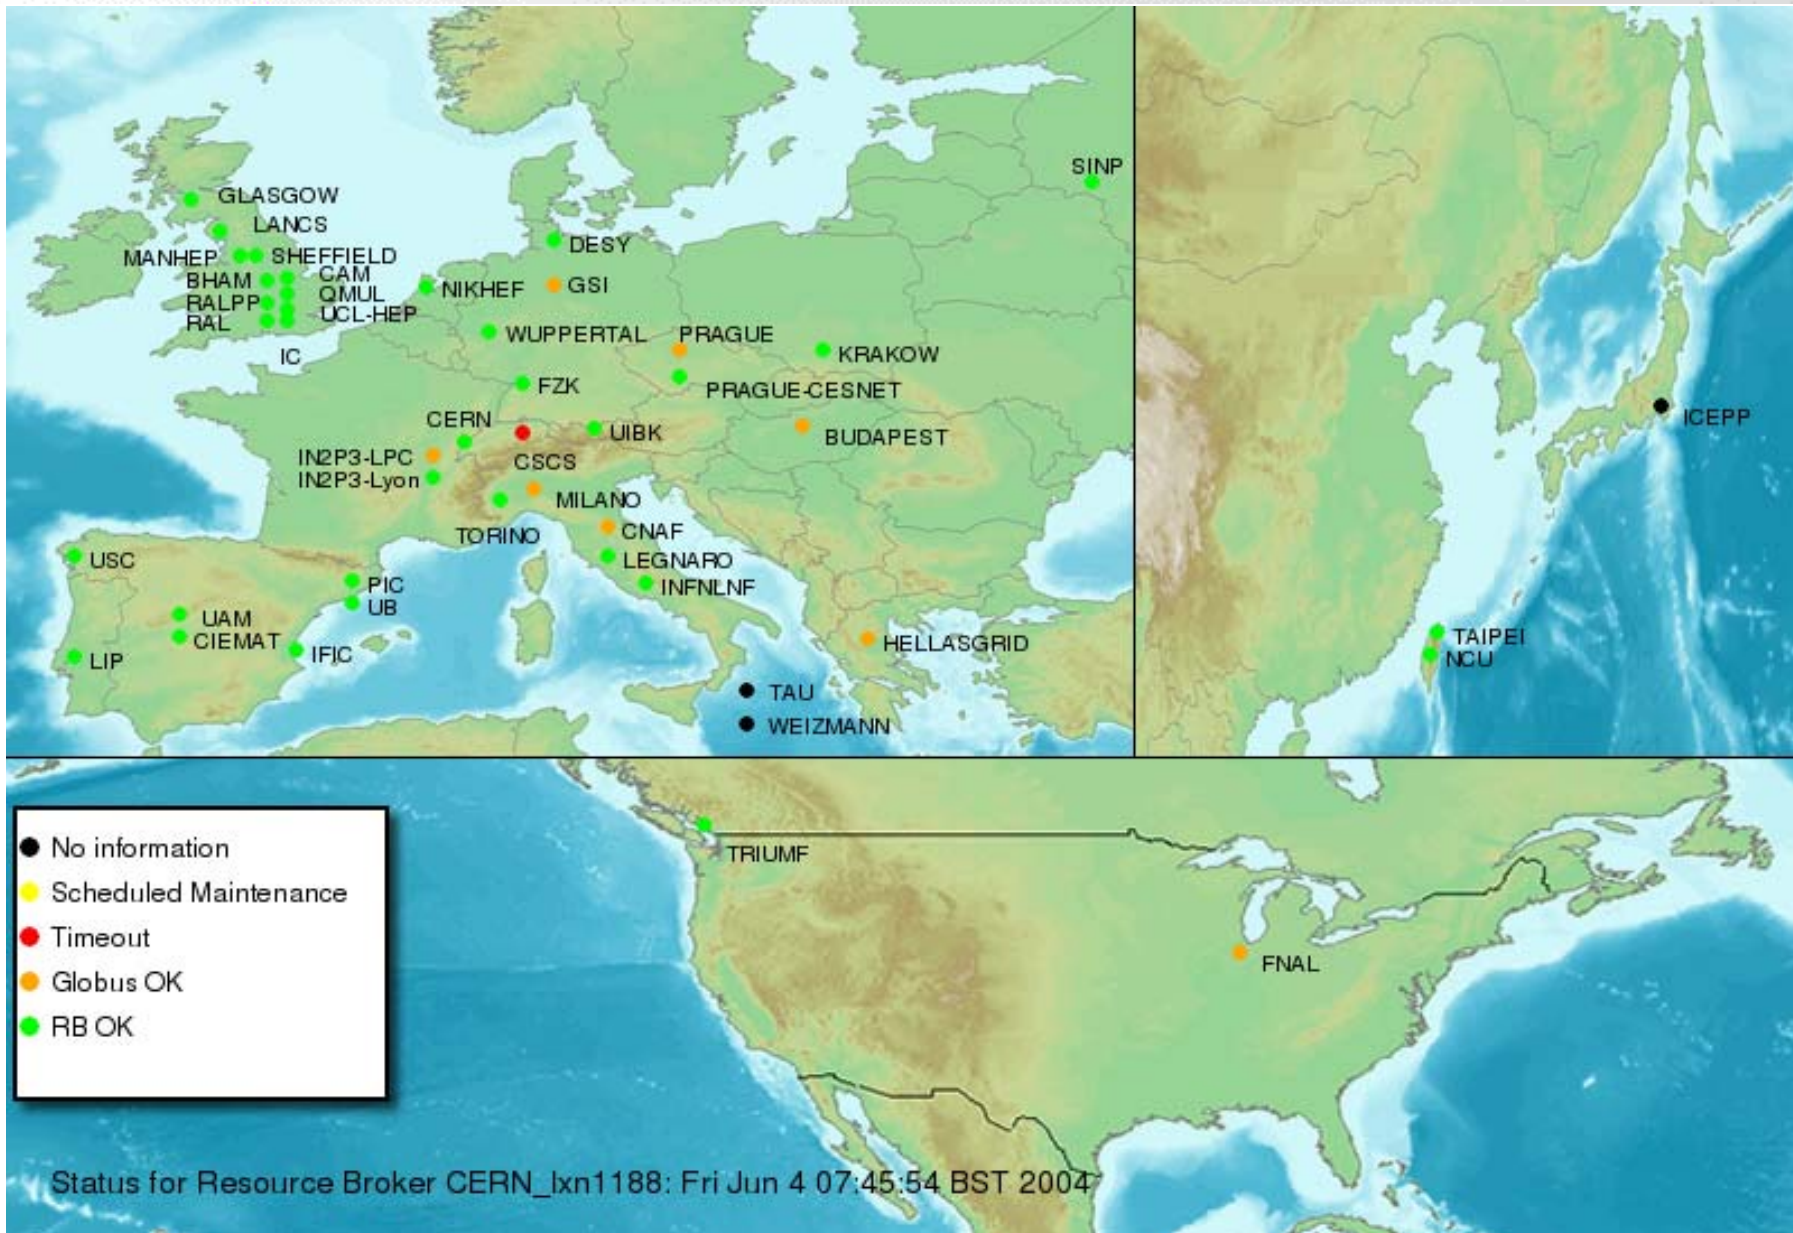 SINP
GLASGOW
LANCS
MANHEP
SHEFFIELD
DESY
BHAM
CAM
NIKHEF
GSI
RALPP
QMUL
RAL
UCL-HEP
WUPPERTAL
PRAGUE
IC
KRAKOW
FZK
PRAGUE-CESNET
CERN
UIBK
BUDAPEST
IN2P3-LPC
CSCS
IN2P3-Lyon
MILANO
TORINO
CNAF
USC
LEGNARO
PIC
INFNLNF
UB
UAM
CIEMAT
HELLASGRID
IFIC
LIP
TAU
WEIZMANN
ICEPP
TAIPEI
NCU
No information
Scheduled Maintenance
Timeout
Globus OK
RB OK
TRIUMF
FNAL
Status for Resource Broker CERN_lxn1188: Fri Jun 4 07:45:54 BST 2004